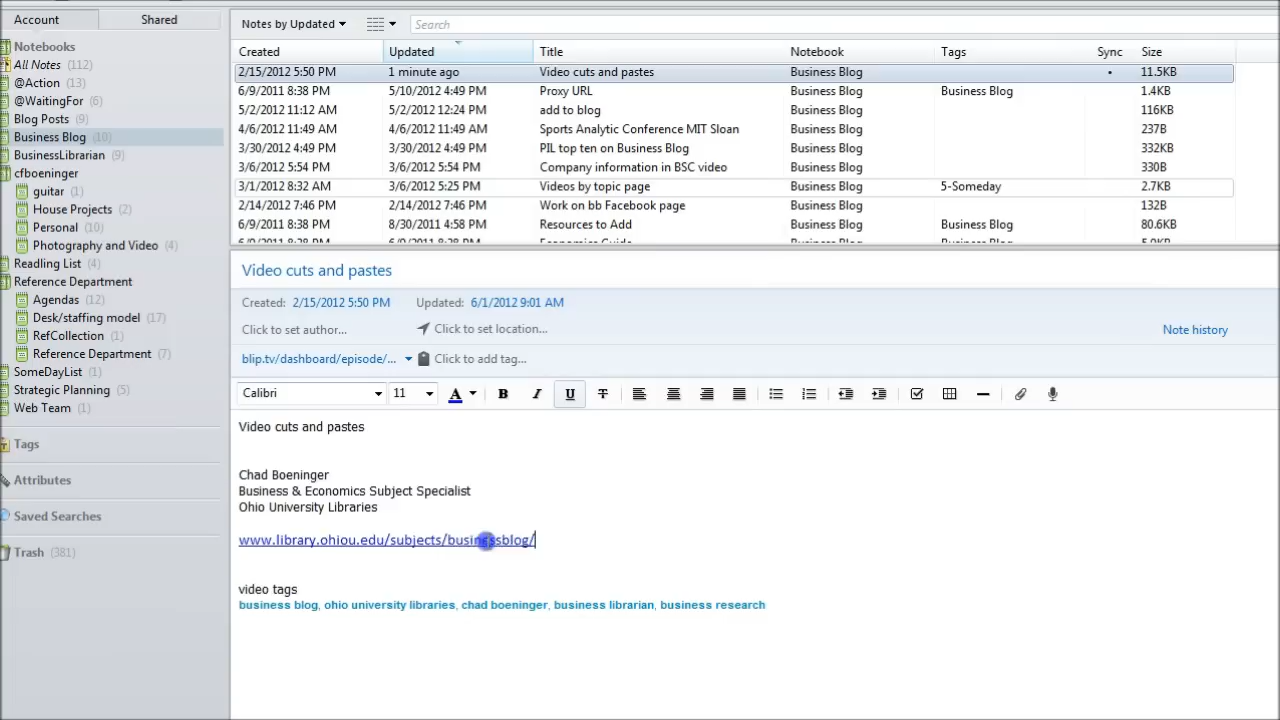 Account Shared
Notebooks
All Notes (112)
@Action (13)
@WaitingFor (6)
Blog Posts (9)
Business Blog (10)
BusinessLibrarian (9)
cfboeninger
guitar (1)
House Projects (2)
Personal (10)
Photography and Video (4)
Readling List (4)
Reference Department
Agendas (12)
Desk/staffing model (17)
RefCollection (1)
Reference Department (7)
SomeDayList (1)
Strategic Planning (5)
Web Team (1)
Tags
Attributes
Saved Searches
Trash (381)
Notes by Updated Search
Created Updated Title Notebook Tags Sync Size
2/15/2012 5:50 PM 1 minute ago Video cuts and pastes Business Blog • 11.5KB
6/9/2011 8:38 PM 5/10/2012 4:49 PM Proxy URL Business Blog Business Blog 1.4KB
5/2/2012 11:12 AM 5/2/2012 12:24 PM add to blog Business Blog 116KB
4/6/2012 11:49 AM 4/6/2012 11:49 AM Sports Analytic Conference MIT Sloan Business Blog 237B
3/30/2012 4:49 PM 3/30/2012 4:49 PM PIL top ten on Business Blog Business Blog 332KB
3/6/2012 5:54 PM 3/6/2012 5:54 PM Company information in BSC video Business Blog 330B
3/1/2012 8:32 AM 3/6/2012 5:25 PM Videos by topic page Business Blog 5-Someday 2.7KB
2/14/2012 7:46 PM 2/14/2012 7:46 PM Work on bb Facebook page Business Blog 132B
6/9/2011 8:38 PM 8/30/2011 4:58 PM Resources to Add Business Blog Business Blog 80.6KB
Video cuts and pastes
Created: 2/15/2012 5:50 PM Updated: 6/1/2012 9:01 AM
Click to set author... Click to set location... Note history
blip.tv/dashboard/episode/... Click to add tag...
Calibri 11 A B I U T
Video cuts and pastes
Chad Boeninger
Business & Economics Subject Specialist
Ohio University Libraries
www.library.ohiou.edu/subjects/businessblog/
video tags
business blog, ohio university libraries, chad boeninger, business librarian, business research